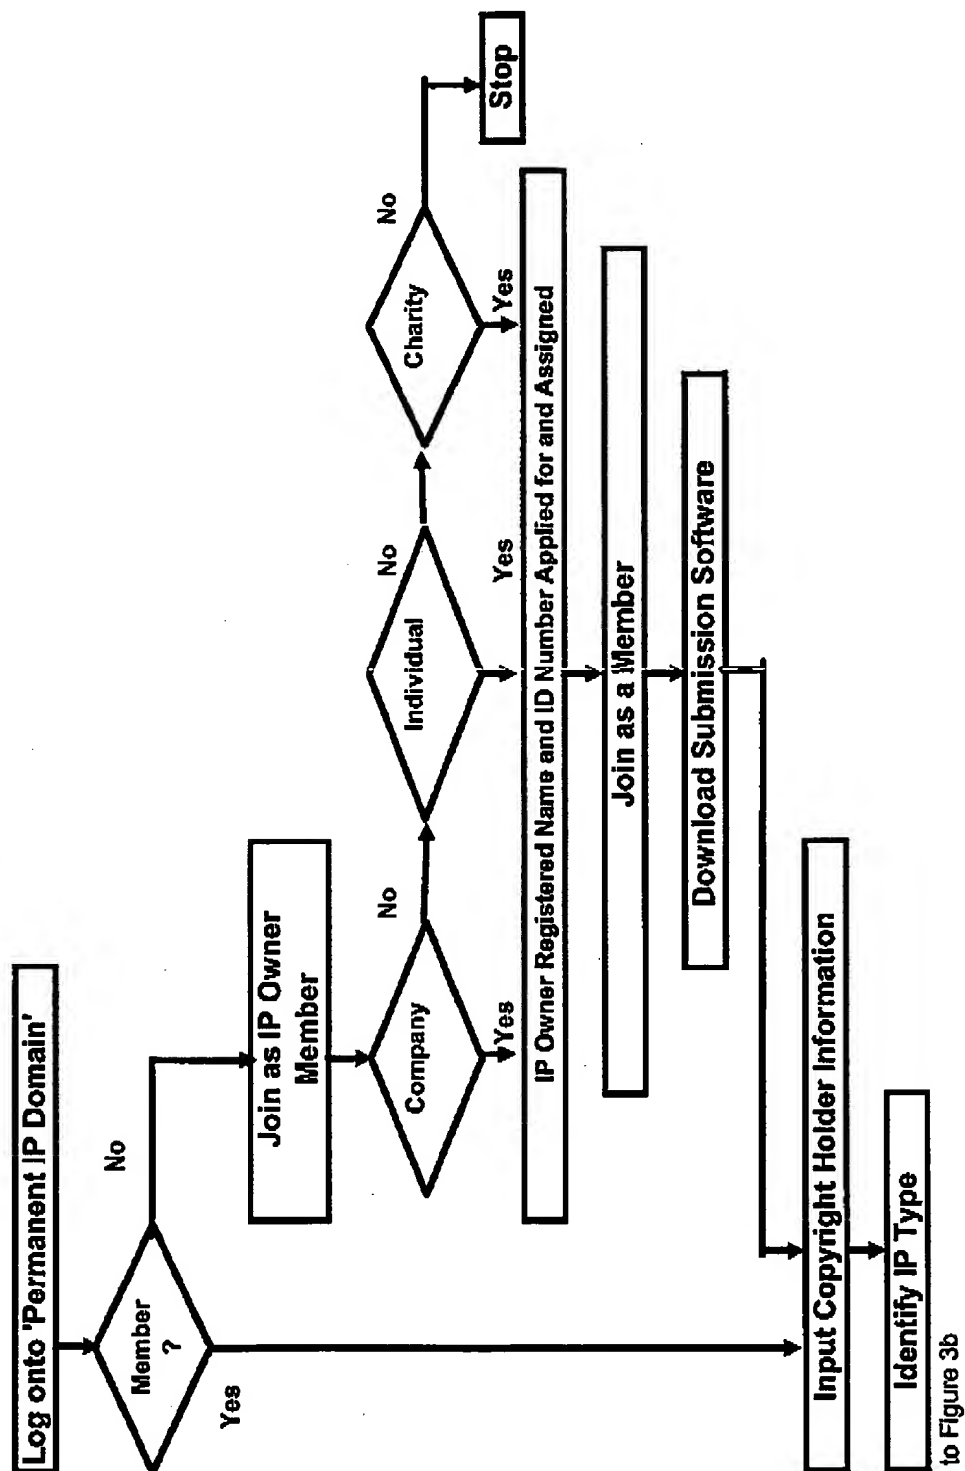 Log onto 'Permanent IP Domain'
Member
?
No
Yes
Join as IP Owner
Member
Company
No
Yes
Individual
No
Yes
Charity
No
Yes
Stop
IP Owner Registered Name and ID Number Applied for and Assigned
Join as a Member
Download Submission Software
Input Copyright Holder Information
Identify IP Type
to Figure 3b